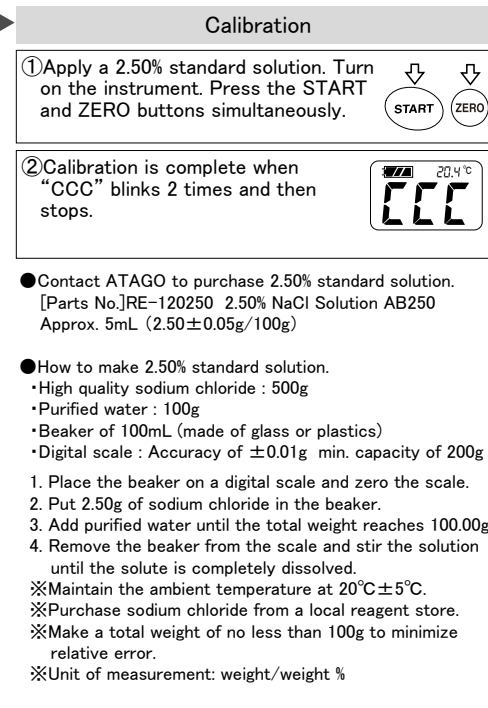 Calibration
①Apply a 2.50% standard solution. Turn
on the instrument. Press the START
and ZERO buttons simultaneously.
START ZERO
②Calibration is complete when
“CCC” blinks 2 times and then
stops.
20.4℃
CCC
●Contact ATAGO to purchase 2.50% standard solution.
[Parts No.]RE-120250 2.50% NaCl Solution AB250
Approx. 5mL (2.50±0.05g/100g)
●How to make 2.50% standard solution.
・High quality sodium chloride : 500g
・Purified water : 100g
・Beaker of 100mL (made of glass or plastics)
・Digital scale : Accuracy of ±0.01g min. capacity of 200g
1. Place the beaker on a digital scale and zero the scale.
2. Put 2.50g of sodium chloride in the beaker.
3. Add purified water until the total weight reaches 100.00g
4. Remove the beaker from the scale and stir the solution
until the solute is completely dissolved.
※Maintain the ambient temperature at 20℃±5℃.
※Purchase sodium chloride from a local reagent store.
※Make a total weight of no less than 100g to minimize
relative error.
※Unit of measurement: weight/weight %